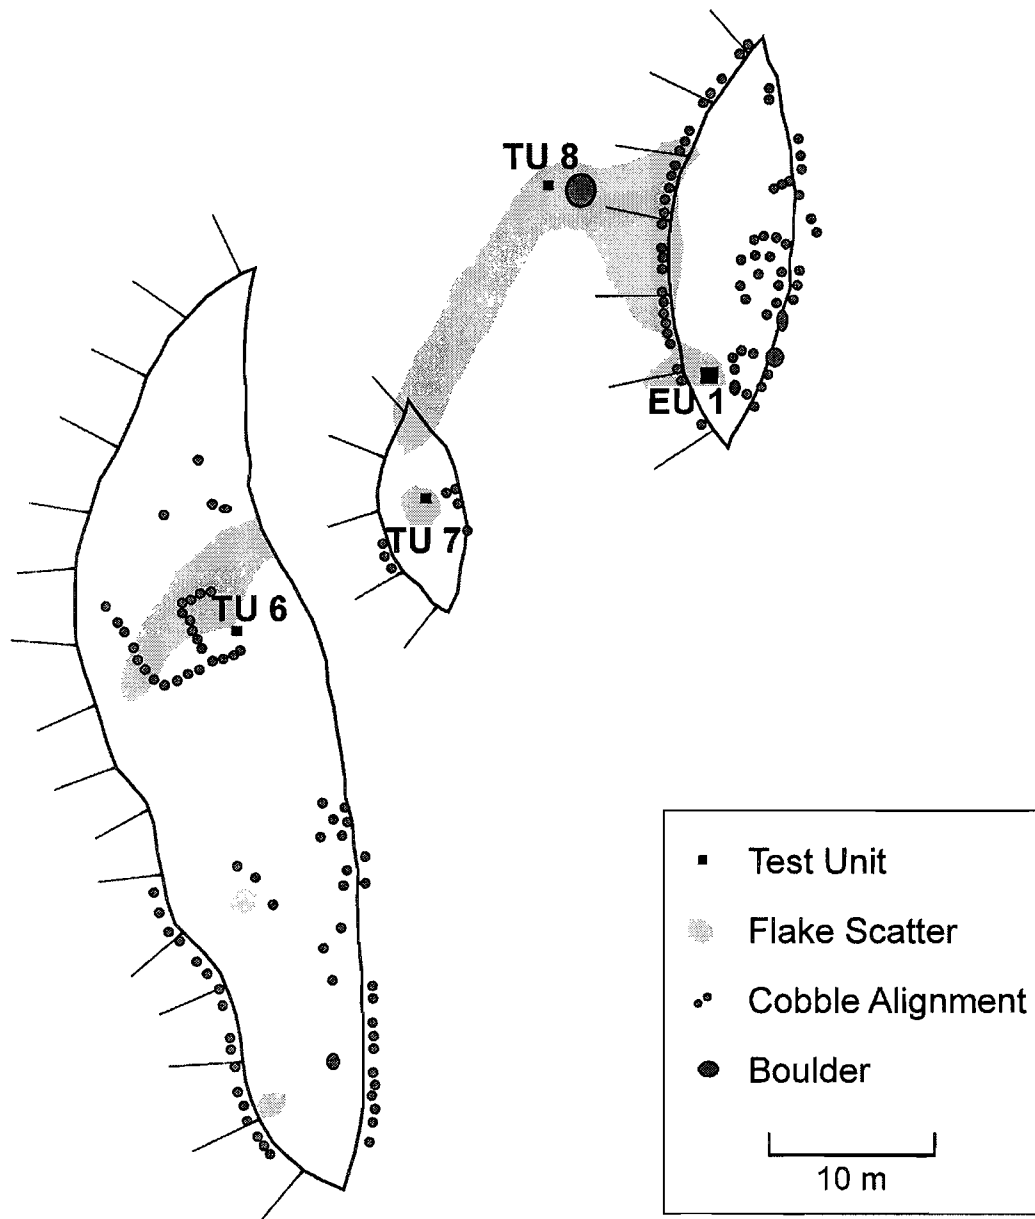 TU 8
EU 1
TU 7
TU 6
Test Unit
Flake Scatter
Cobble Alignment
Boulder
10 m